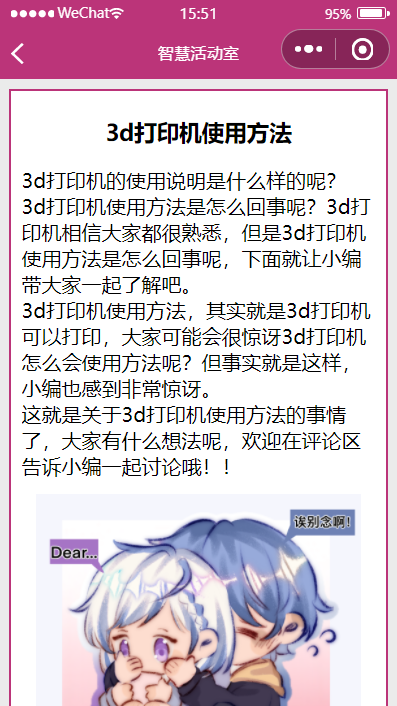 WeChat 15:51 95%
智慧活动室
3d打印机使用方法
3d打印机的使用说明是什么样的呢?
3d打印机使用方法是怎么回事呢？3d打
印机相信大家都很熟悉，但是3d打印机
使用方法是怎么回事呢，下面就让小编
带大家一起了解吧。
3d打印机使用方法，其实就是3d打印机
可以打印，大家可能会很惊讶3d打印机
怎么会使用方法呢？但事实就是这样，
小编也感到非常惊讶。
这就是关于3d打印机使用方法的事情
了，大家有什么想法呢，欢迎在评论区
告诉小编一起讨论哦！！
诶别念啊!
Dear...